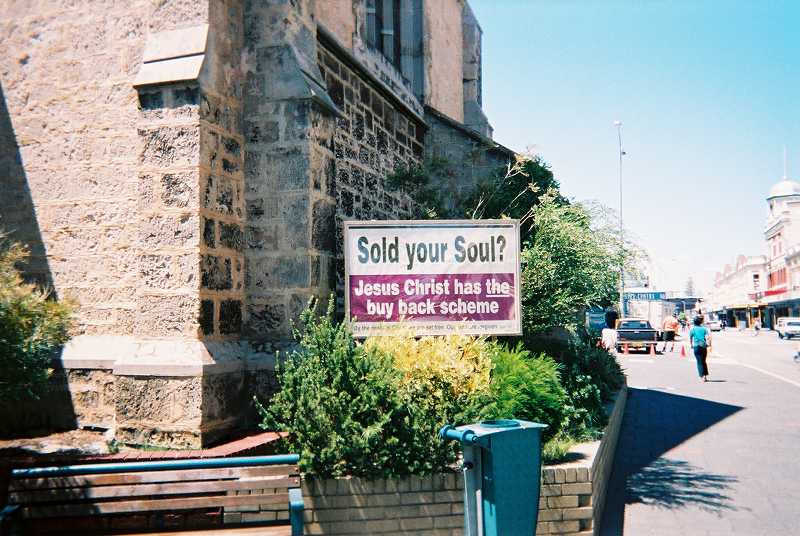 Sold your Soul?
Jesus Christ has the
buy back scheme